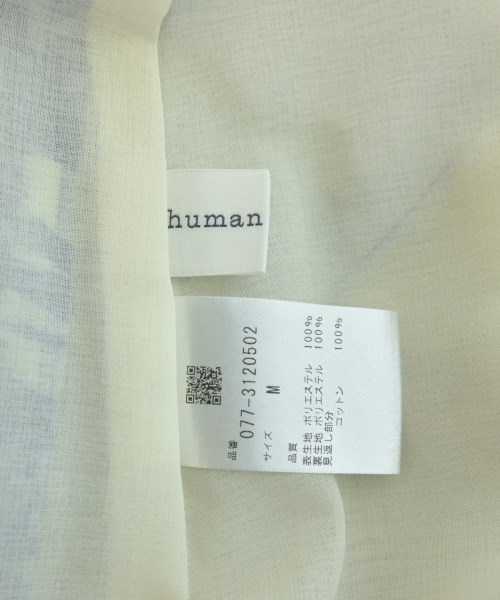 human
品番
077-3120502
サイズ
M
品質
表生地 ポリエステル 100%
裏生地 ポリエステル 100%
見返し部分
コットン 100%